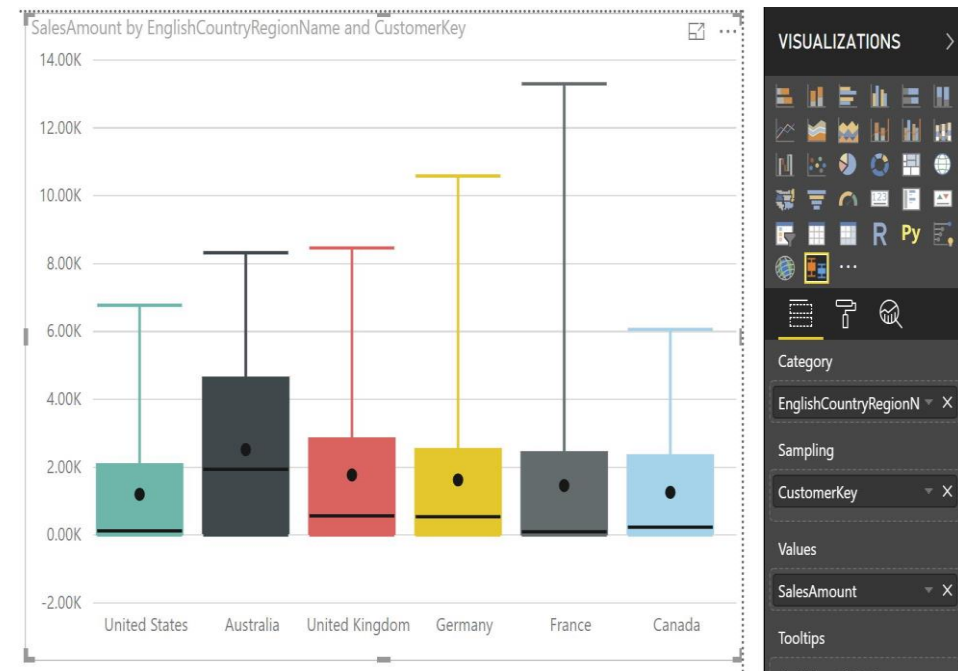 SalesAmount by EnglishCountryRegionName and CustomerKey
14.00K
12.00K
10.00K
8.00K
6.00K
4.00K
2.00K
0.00K
-2.00K
United States Australia United Kingdom Germany France Canada
VISUALIZATIONS
123
R Py
Category
EnglishCountryRegionN
Sampling
CustomerKey
Values
SalesAmount
Tooltips